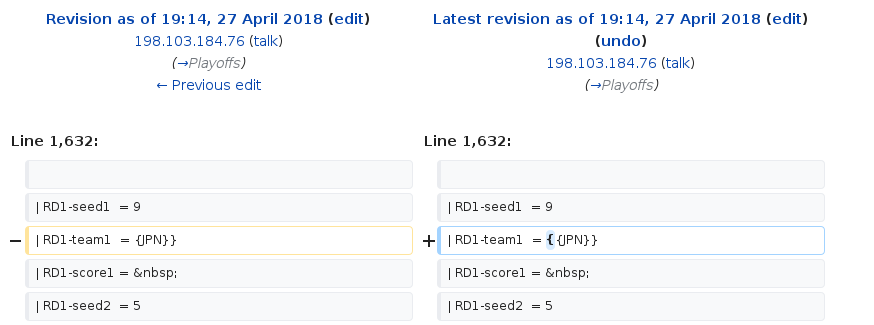 Revision as of 19:14, 27 April 2018 (edit)
198.103.184.76 (talk)
(→Playoffs)
← Previous edit
Latest revision as of 19:14, 27 April 2018 (edit)
(undo)
198.103.184.76 (talk)
(→Playoffs)
Line 1,632:
Line 1,632:
| RD1-seed1  = 9
| RD1-seed1  = 9
− | RD1-team1  = {JPN}}
+ | RD1-team1  = {{JPN}}
| RD1-score1 = &nbsp;
| RD1-score1 = &nbsp;
| RD1-seed2  = 5
| RD1-seed2  = 5